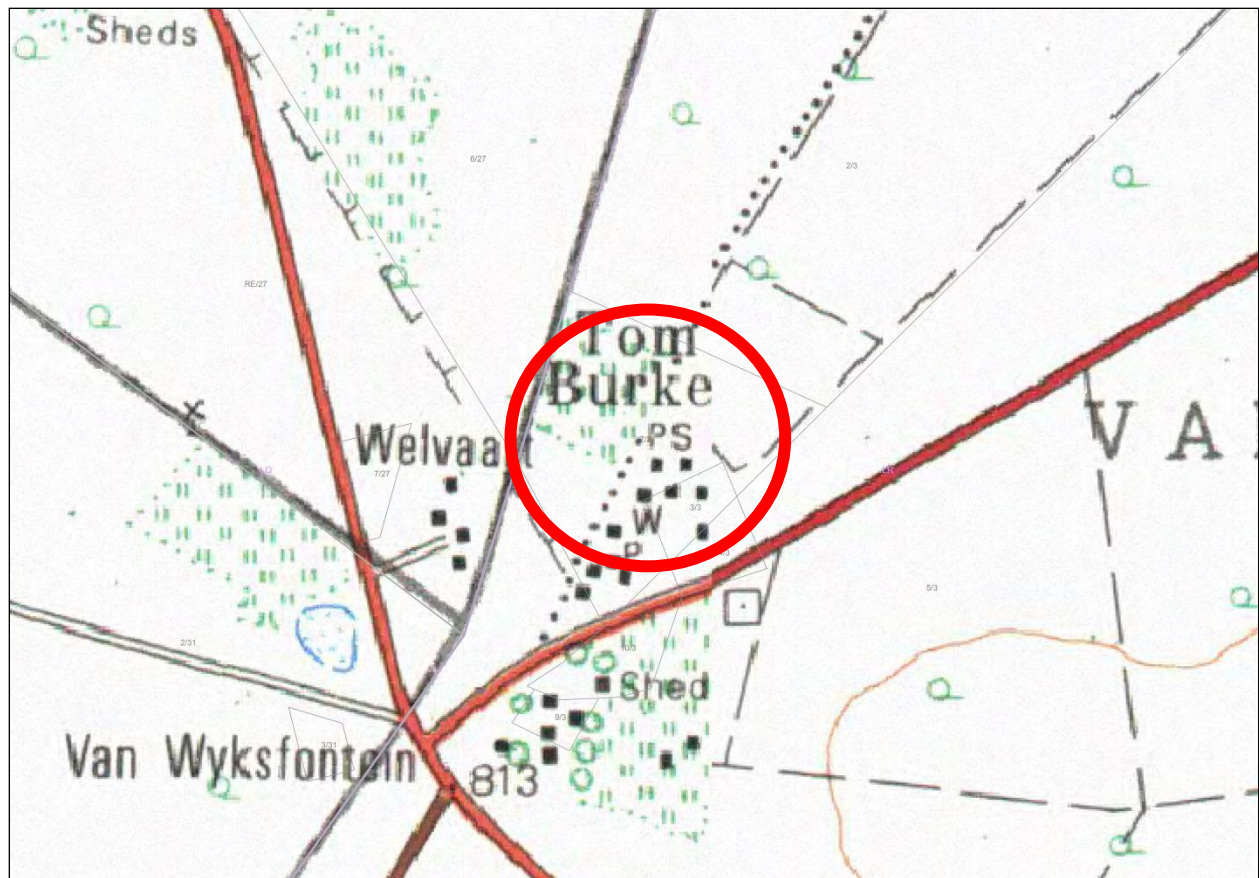 Sheds
6/27
2/3
RE/27
Tom
Burke
PS
Welvaart
7/27
3/3
W
P
V A
2/31
5/3
10/3
Shed
9/3
3/31
Van Wyksfontein
813